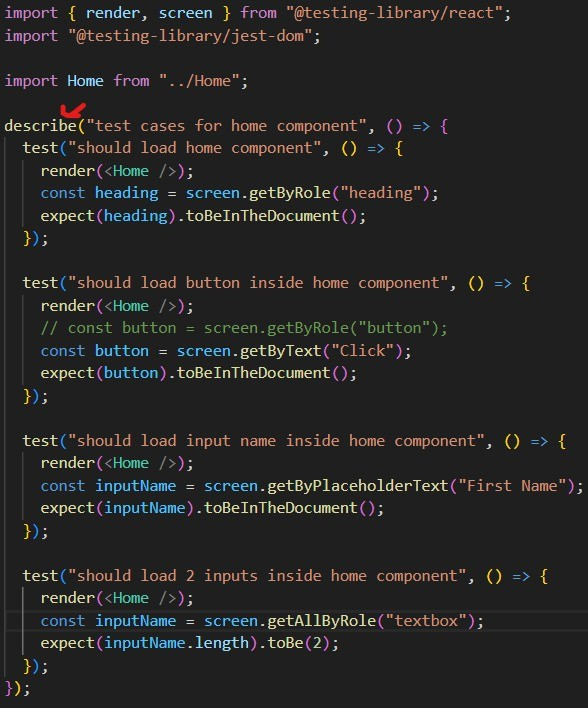 import { render, screen } from "@testing-library/react";
import "@testing-library/jest-dom";
import Home from "../Home";
describe("test cases for home component", () => {
  test("should load home component", () => {
    render(<Home />);
    const heading = screen.getByRole("heading");
    expect(heading).toBeInTheDocument();
  });
  test("should load button inside home component", () => {
    render(<Home />);
    // const button = screen.getByRole("button");
    const button = screen.getByText("Click");
    expect(button).toBeInTheDocument();
  });
  test("should load input name inside home component", () => {
    render(<Home />);
    const inputName = screen.getByPlaceholderText("First Name");
    expect(inputName).toBeInTheDocument();
  });
  test("should load 2 inputs inside home component", () => {
    render(<Home />);
    const inputName = screen.getAllByRole("textbox");
    expect(inputName.length).toBe(2);
  });
});